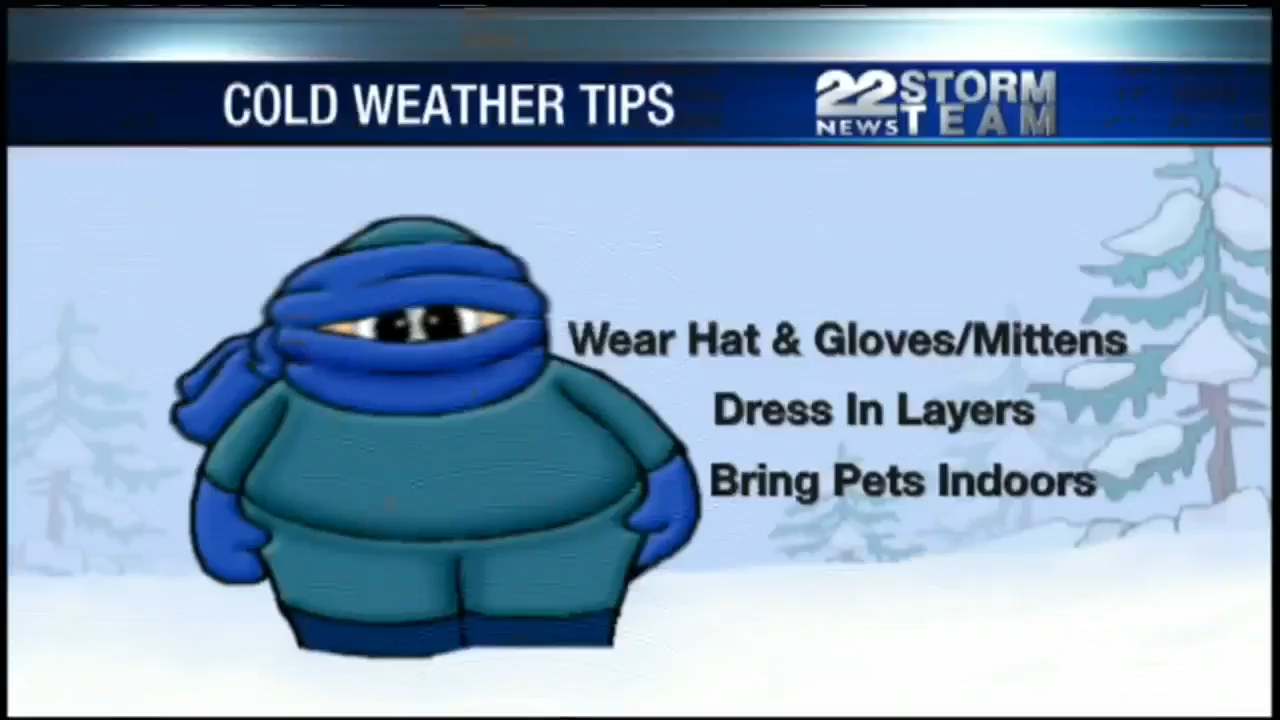 COLD WEATHER TIPS
22 STORM
NEWS TEAM
Wear Hat & Gloves/Mittens
Dress In Layers
Bring Pets Indoors